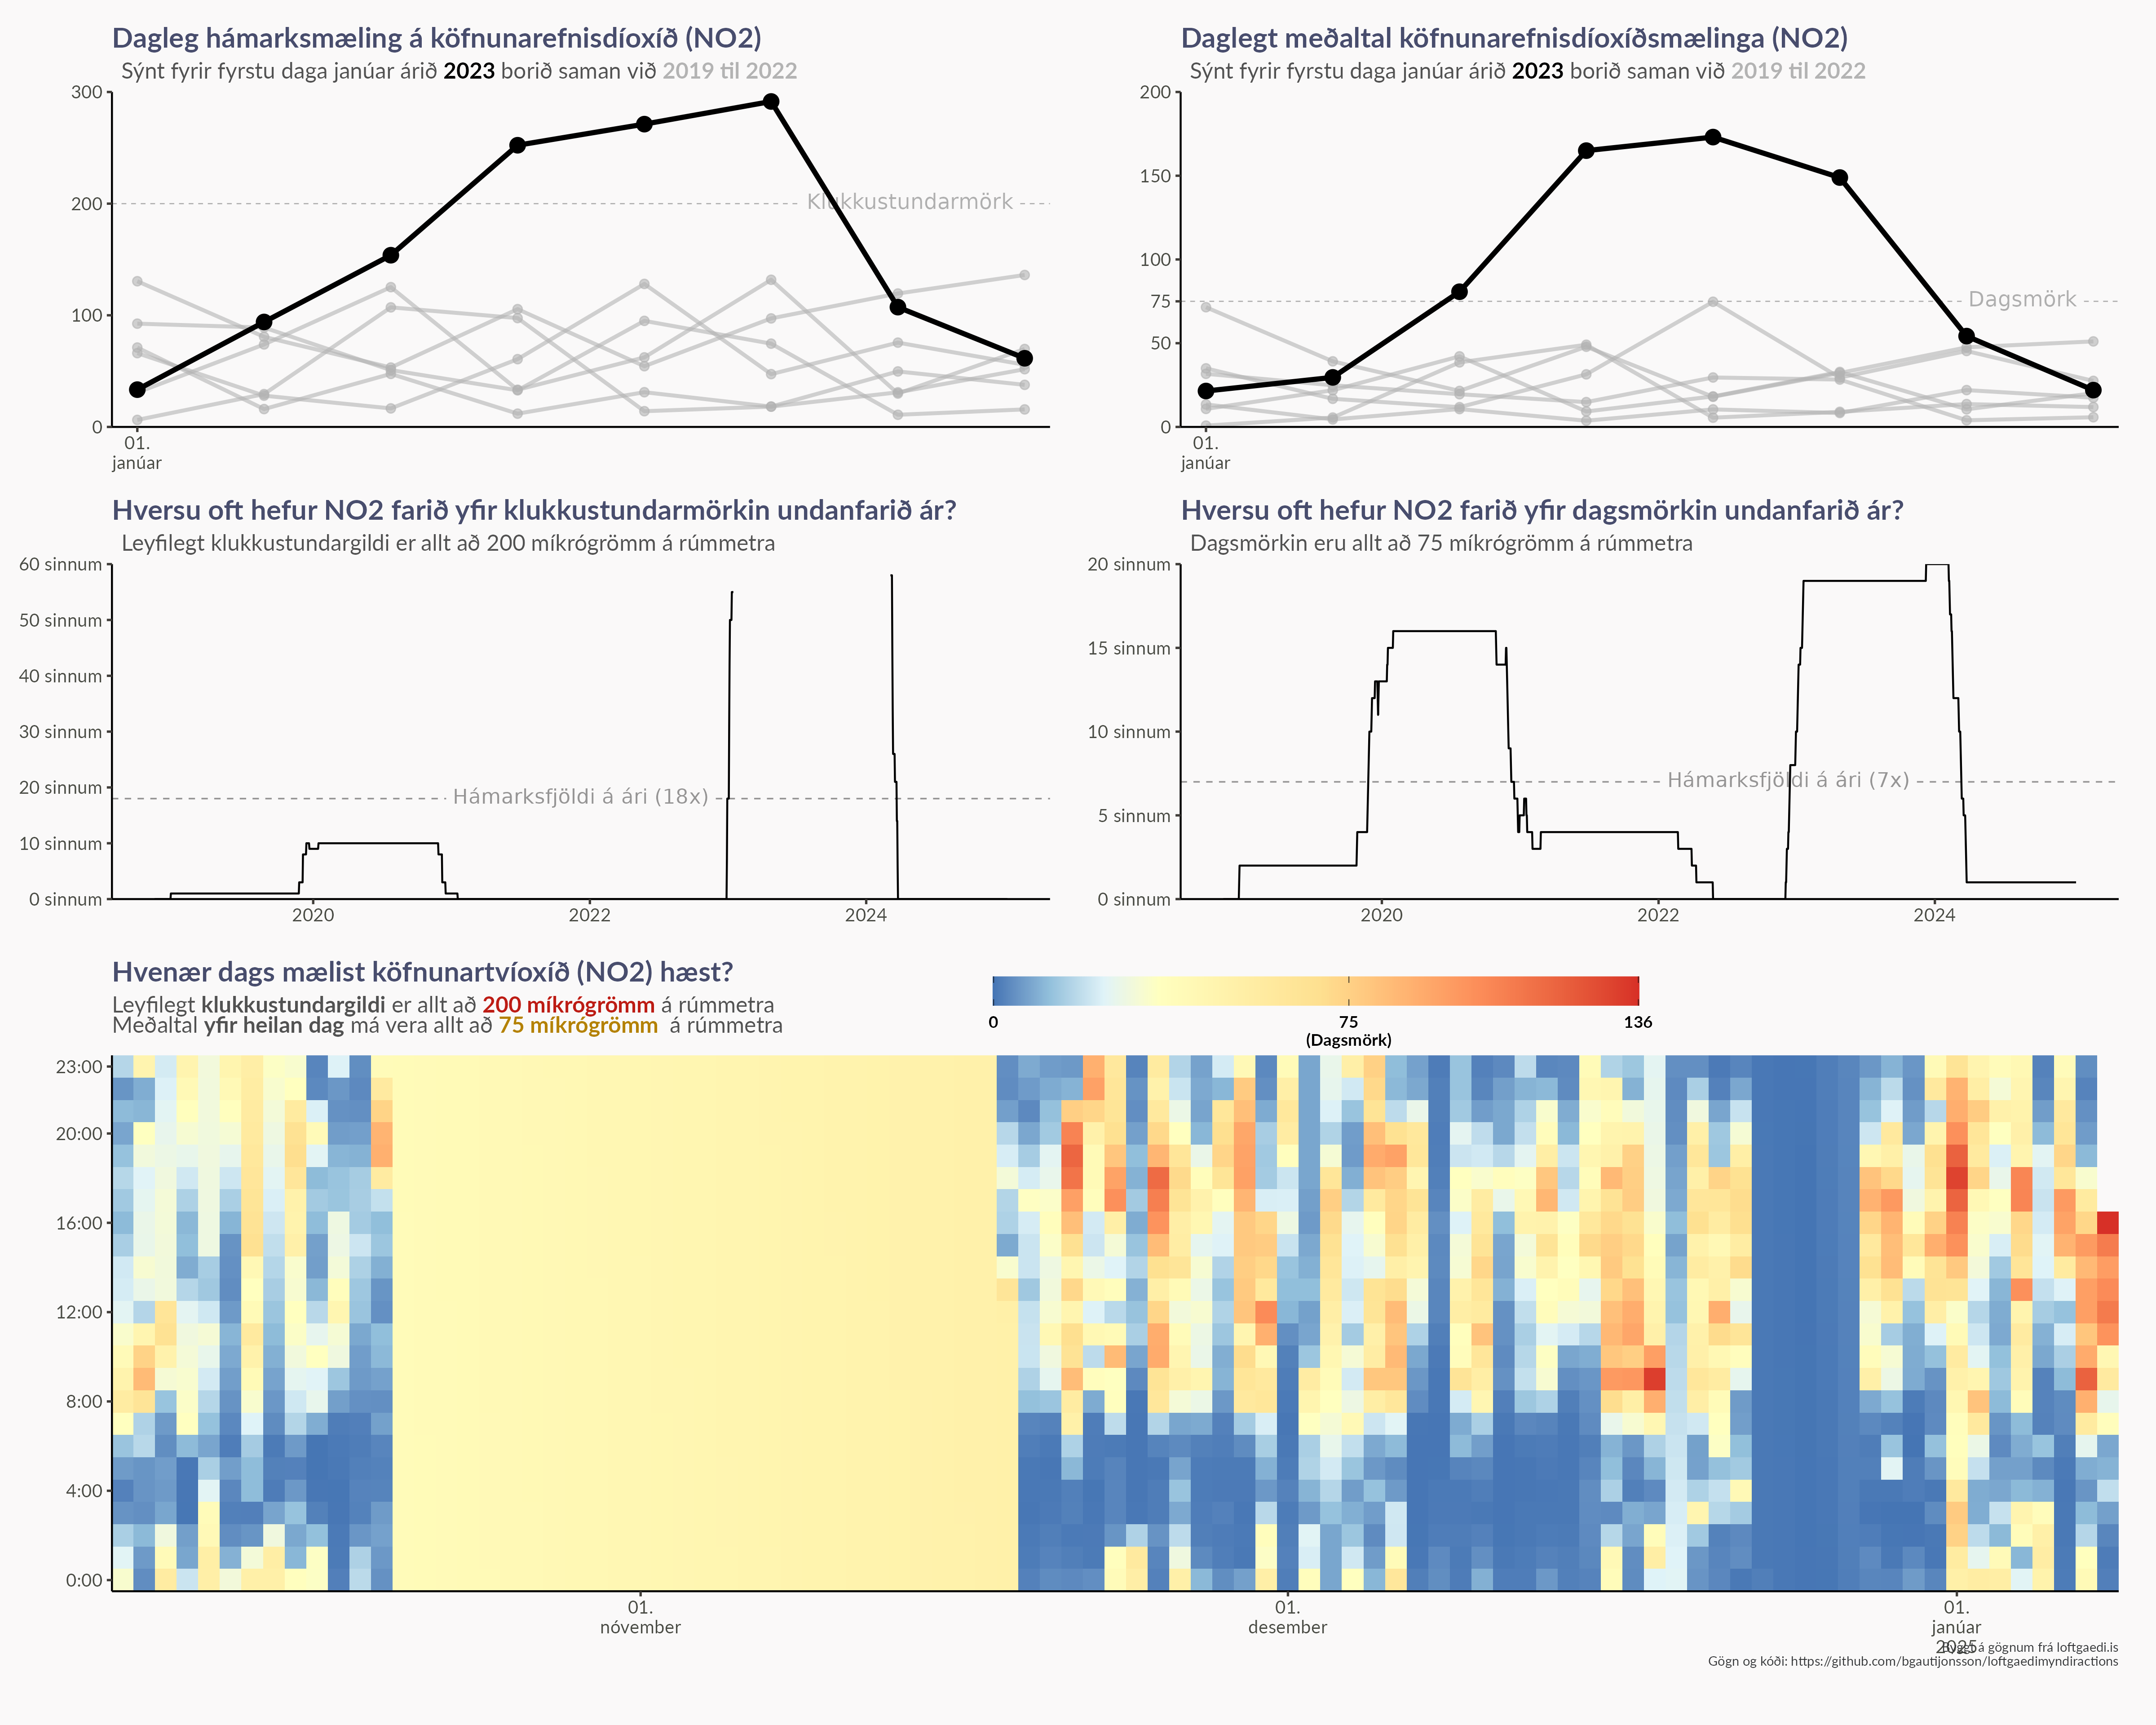 Dagleg hámarksmæling á köfnunarefnisdíoxíð (NO2)
Sýnt fyrir fyrstu daga janúar árið 2023 borið saman við 2019 til 2022
300
200
100
0
Klukkustundarmörk
01.
janúar
Daglegt meðaltal köfnunarefnisdíoxíðsmælinga (NO2)
Sýnt fyrir fyrstu daga janúar árið 2023 borið saman við 2019 til 2022
200
150
100
75
50
0
Dagsmörk
01.
janúar
Hversu oft hefur NO2 farið yfir klukkustundarmörkin undanfarið ár?
Leyfilegt klukkustundargildi er allt að 200 míkrógrömm á rúmmetra
60 sinnum
50 sinnum
40 sinnum
30 sinnum
20 sinnum
10 sinnum
0 sinnum
Hámarksfjöldi á ári (18x)
2020
2022
2024
Hversu oft hefur NO2 farið yfir dagsmörkin undanfarið ár?
Dagsmörkin eru allt að 75 míkrógrömm á rúmmetra
20 sinnum
15 sinnum
10 sinnum
5 sinnum
0 sinnum
Hámarksfjöldi á ári (7x)
2020
2022
2024
Hvenær dags mælist köfnunartvíoxíð (NO2) hæst?
Leyfilegt klukkustundargildi er allt að 200 míkrógrömm á rúmmetra
Meðaltal yfir heilan dag má vera allt að 75 míkrógrömm á rúmmetra
0
75
136
(Dagsmörk)
23:00
20:00
16:00
12:00
8:00
4:00
0:00
01.
nóvember
01.
desember
01.
janúar
2025
Byggt á gögnum frá loftgaedi.is
Gögn og kóði: https://github.com/bgautijonsson/loftgaedimyndiractions